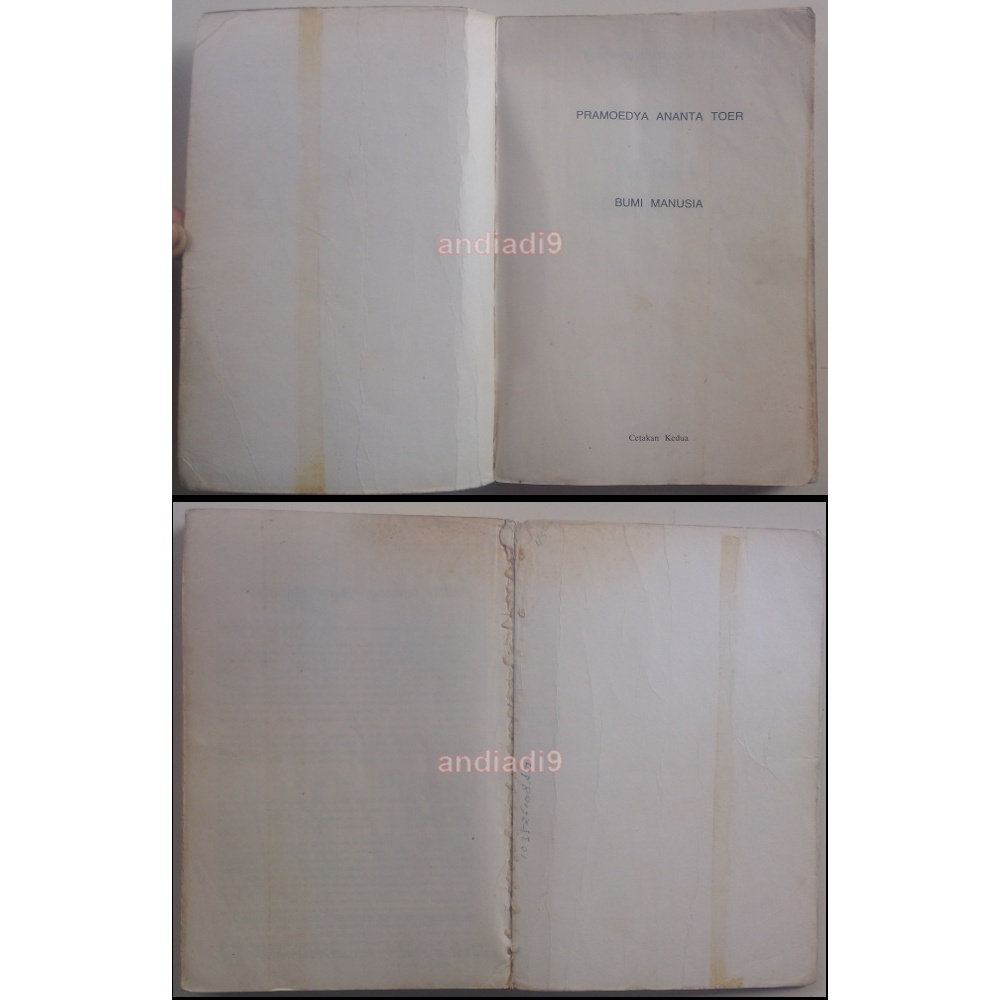 PRAMOEDYA ANANTA TOER
BUMI MANUSIA
andiadi9
Cetakan Kedua
andiadi9